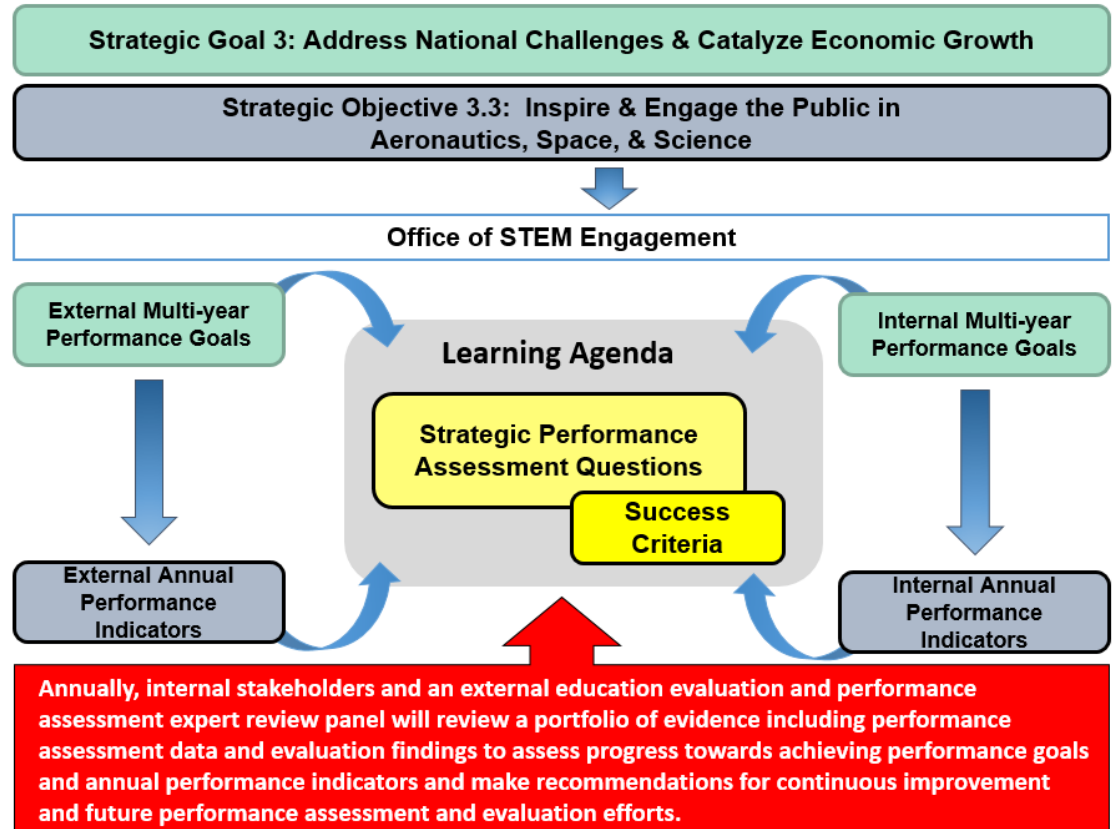 Strategic Goal 3: Address National Challenges & Catalyze Economic Growth
Strategic Objective 3.3:  Inspire & Engage the Public in
Aeronautics, Space, & Science
Office of STEM Engagement
External Multi-year
Performance Goals
Internal Multi-year
Performance Goals
Learning Agenda
Strategic Performance
Assessment Questions
Success
Criteria
External Annual
Performance
Indicators
Internal Annual
Performance
Indicators
Annually, internal stakeholders and an external education evaluation and performance
assessment expert review panel will review a portfolio of evidence including performance
assessment data and evaluation findings to assess progress towards achieving performance goals
and annual performance indicators and make recommendations for continuous improvement
and future performance assessment and evaluation efforts.